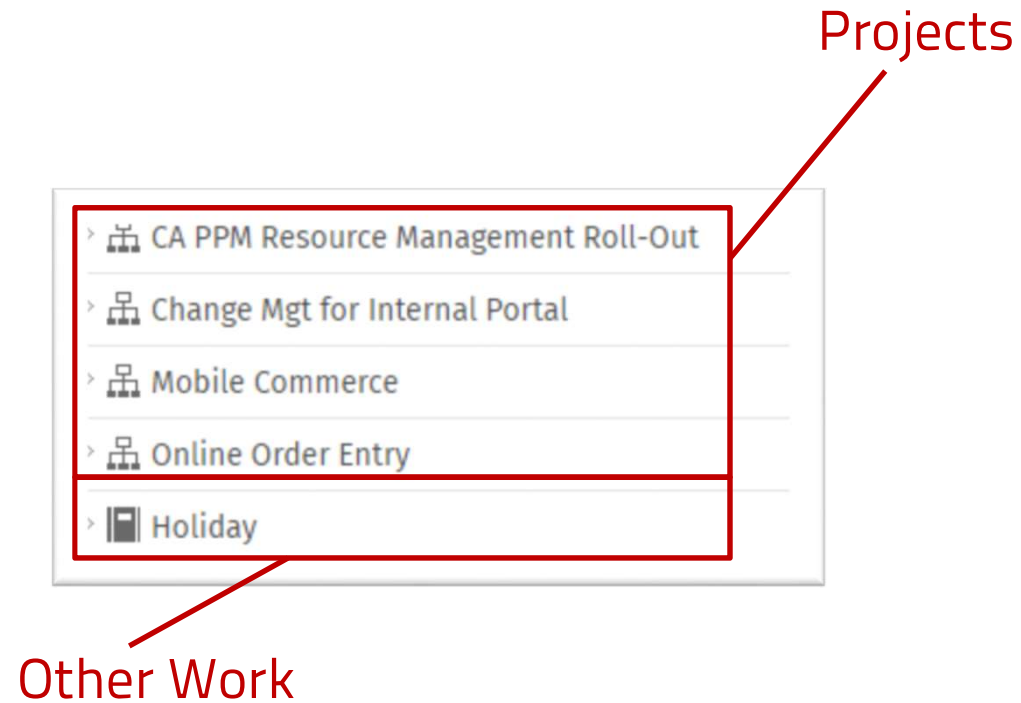 Projects
CA PPM Resource Management Roll-Out
Change Mgt for Internal Portal
Mobile Commerce
Online Order Entry
Holiday
Other Work